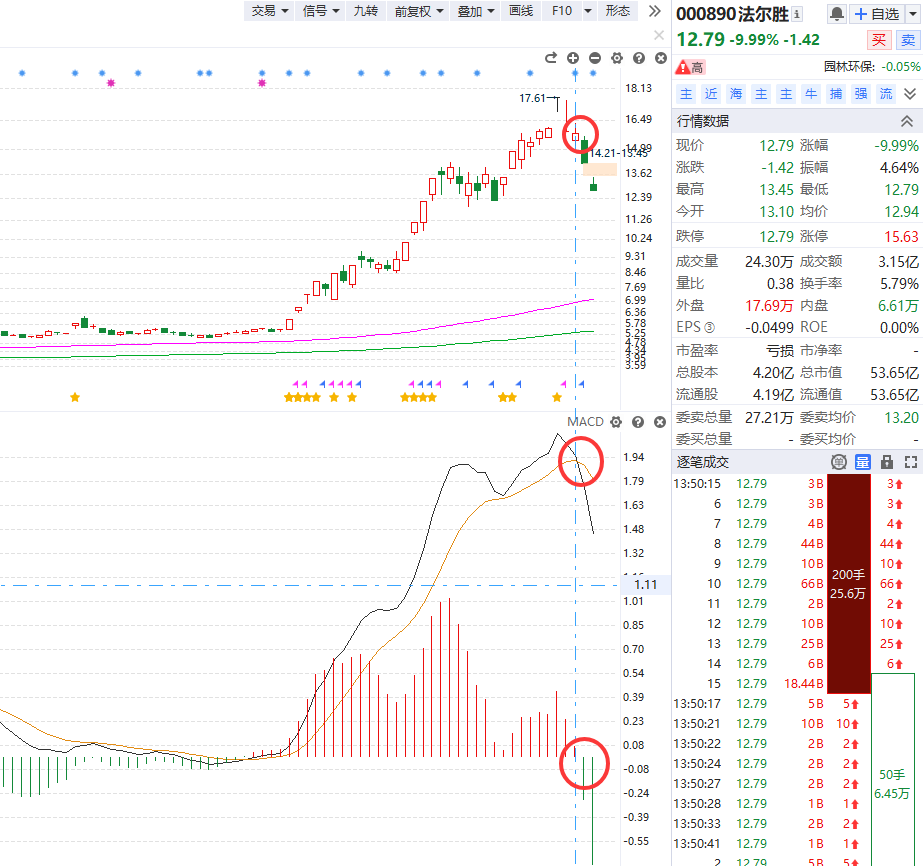 交易 信号 九转 前复权 叠加 画线 F10 形态
17.61
14.21-13.45
18.13
16.49
14.99
13.62
12.39
11.26
10.24
9.31
8.46
7.69
6.99
6.36
5.78
5.25
4.78
4.34
3.95
3.59
MACD
1.94
1.79
1.63
1.48
1.32
1.11
1.01
0.85
0.70
0.54
0.39
0.23
0.08
-0.08
-0.24
-0.39
-0.55
000890 法尔胜
自选
12.79 -9.99% -1.42 买 卖
高 园林环保: -0.05%
主 近 海 主 主 牛 捕 强 流
行情数据
现价 12.79 涨幅 -9.99%
涨跌 -1.42 振幅 4.64%
最高 13.45 最低 12.79
今开 13.10 均价 12.94
跌停 12.79 涨停 15.63
成交量 24.30万 成交额 3.15亿
量比 0.38 换手率 5.79%
外盘 17.69万 内盘 6.61万
EPS③ -0.0499 ROE 0.00%
市盈率 亏损 市净率 -
总股本 4.20亿 总市值 53.65亿
流通股 4.19亿 流通值 53.65亿
委卖总量 27.21万 委卖均价 13.20
委买总量 - 委买均价 -
逐笔成交 单 量
13:50:15 12.79 3B 3
6 12.79 3B 3
7 12.79 4B 4
8 12.79 44B 44
9 12.79 10B 10
10 12.79 66B 66
11 12.79 2B 2
12 12.79 10B 10
13 12.79 25B 25
14 12.79 6B 6
15 12.79 18.44B
200手
25.6万
13:50:17 12.79 5B 5
13:50:21 12.79 10B 10
13:50:22 12.79 2B 2
13:50:24 12.79 2B 2
13:50:27 12.79 2B 2
13:50:28 12.79 1B 1
13:50:33 12.79 2B 2
13:50:41 12.79 1B 1
2 12.79 5B 5
50手
6.45万